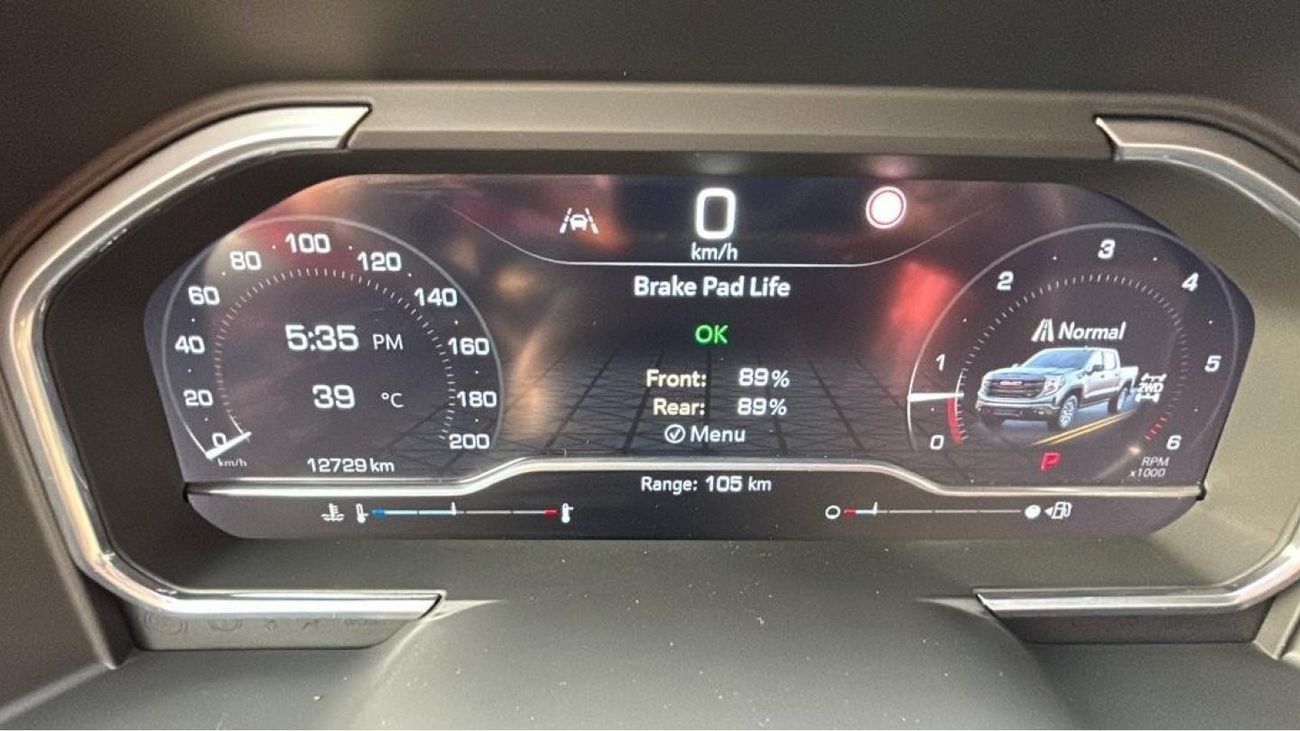 0
km/h
Brake Pad Life
OK
Front: 89%
Rear: 89%
Menu
Range: 105 km
0
20
40
60
80
100
120
140
160
180
200
km/h
5:35 PM
39 °C
12729 km
0
1
2
3
4
5
6
Normal
2WD
P
RPM
x1000